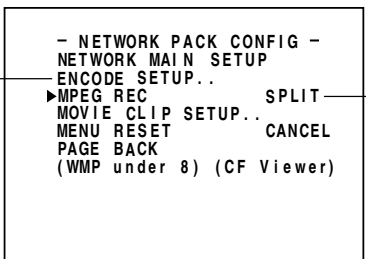 – NETWORK PACK CONFIG –
NETWORK MAIN SETUP
ENCODE SETUP..
▶MPEG REC SPLIT
MOVIE CLIP SETUP..
MENU RESET CANCEL
PAGE BACK
(WMP under 8) (CF Viewer)